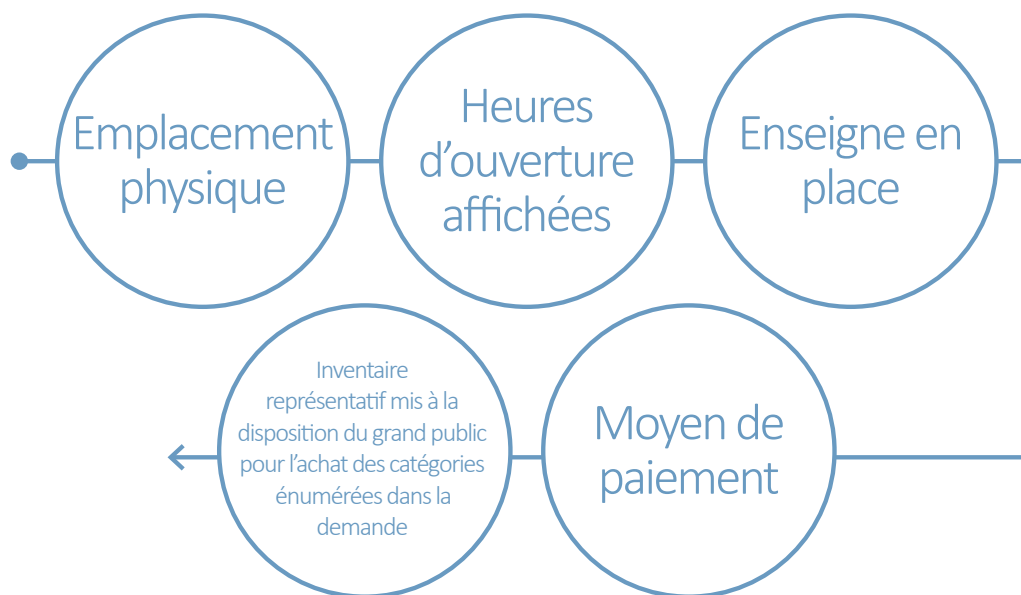 Emplacement
physique
Heures
d'ouverture
affichées
Enseigne en
place
Moyen de
paiement
Inventaire
représentatif mis à la
disposition du grand public
pour l'achat des catégories
énumérées dans la
demande